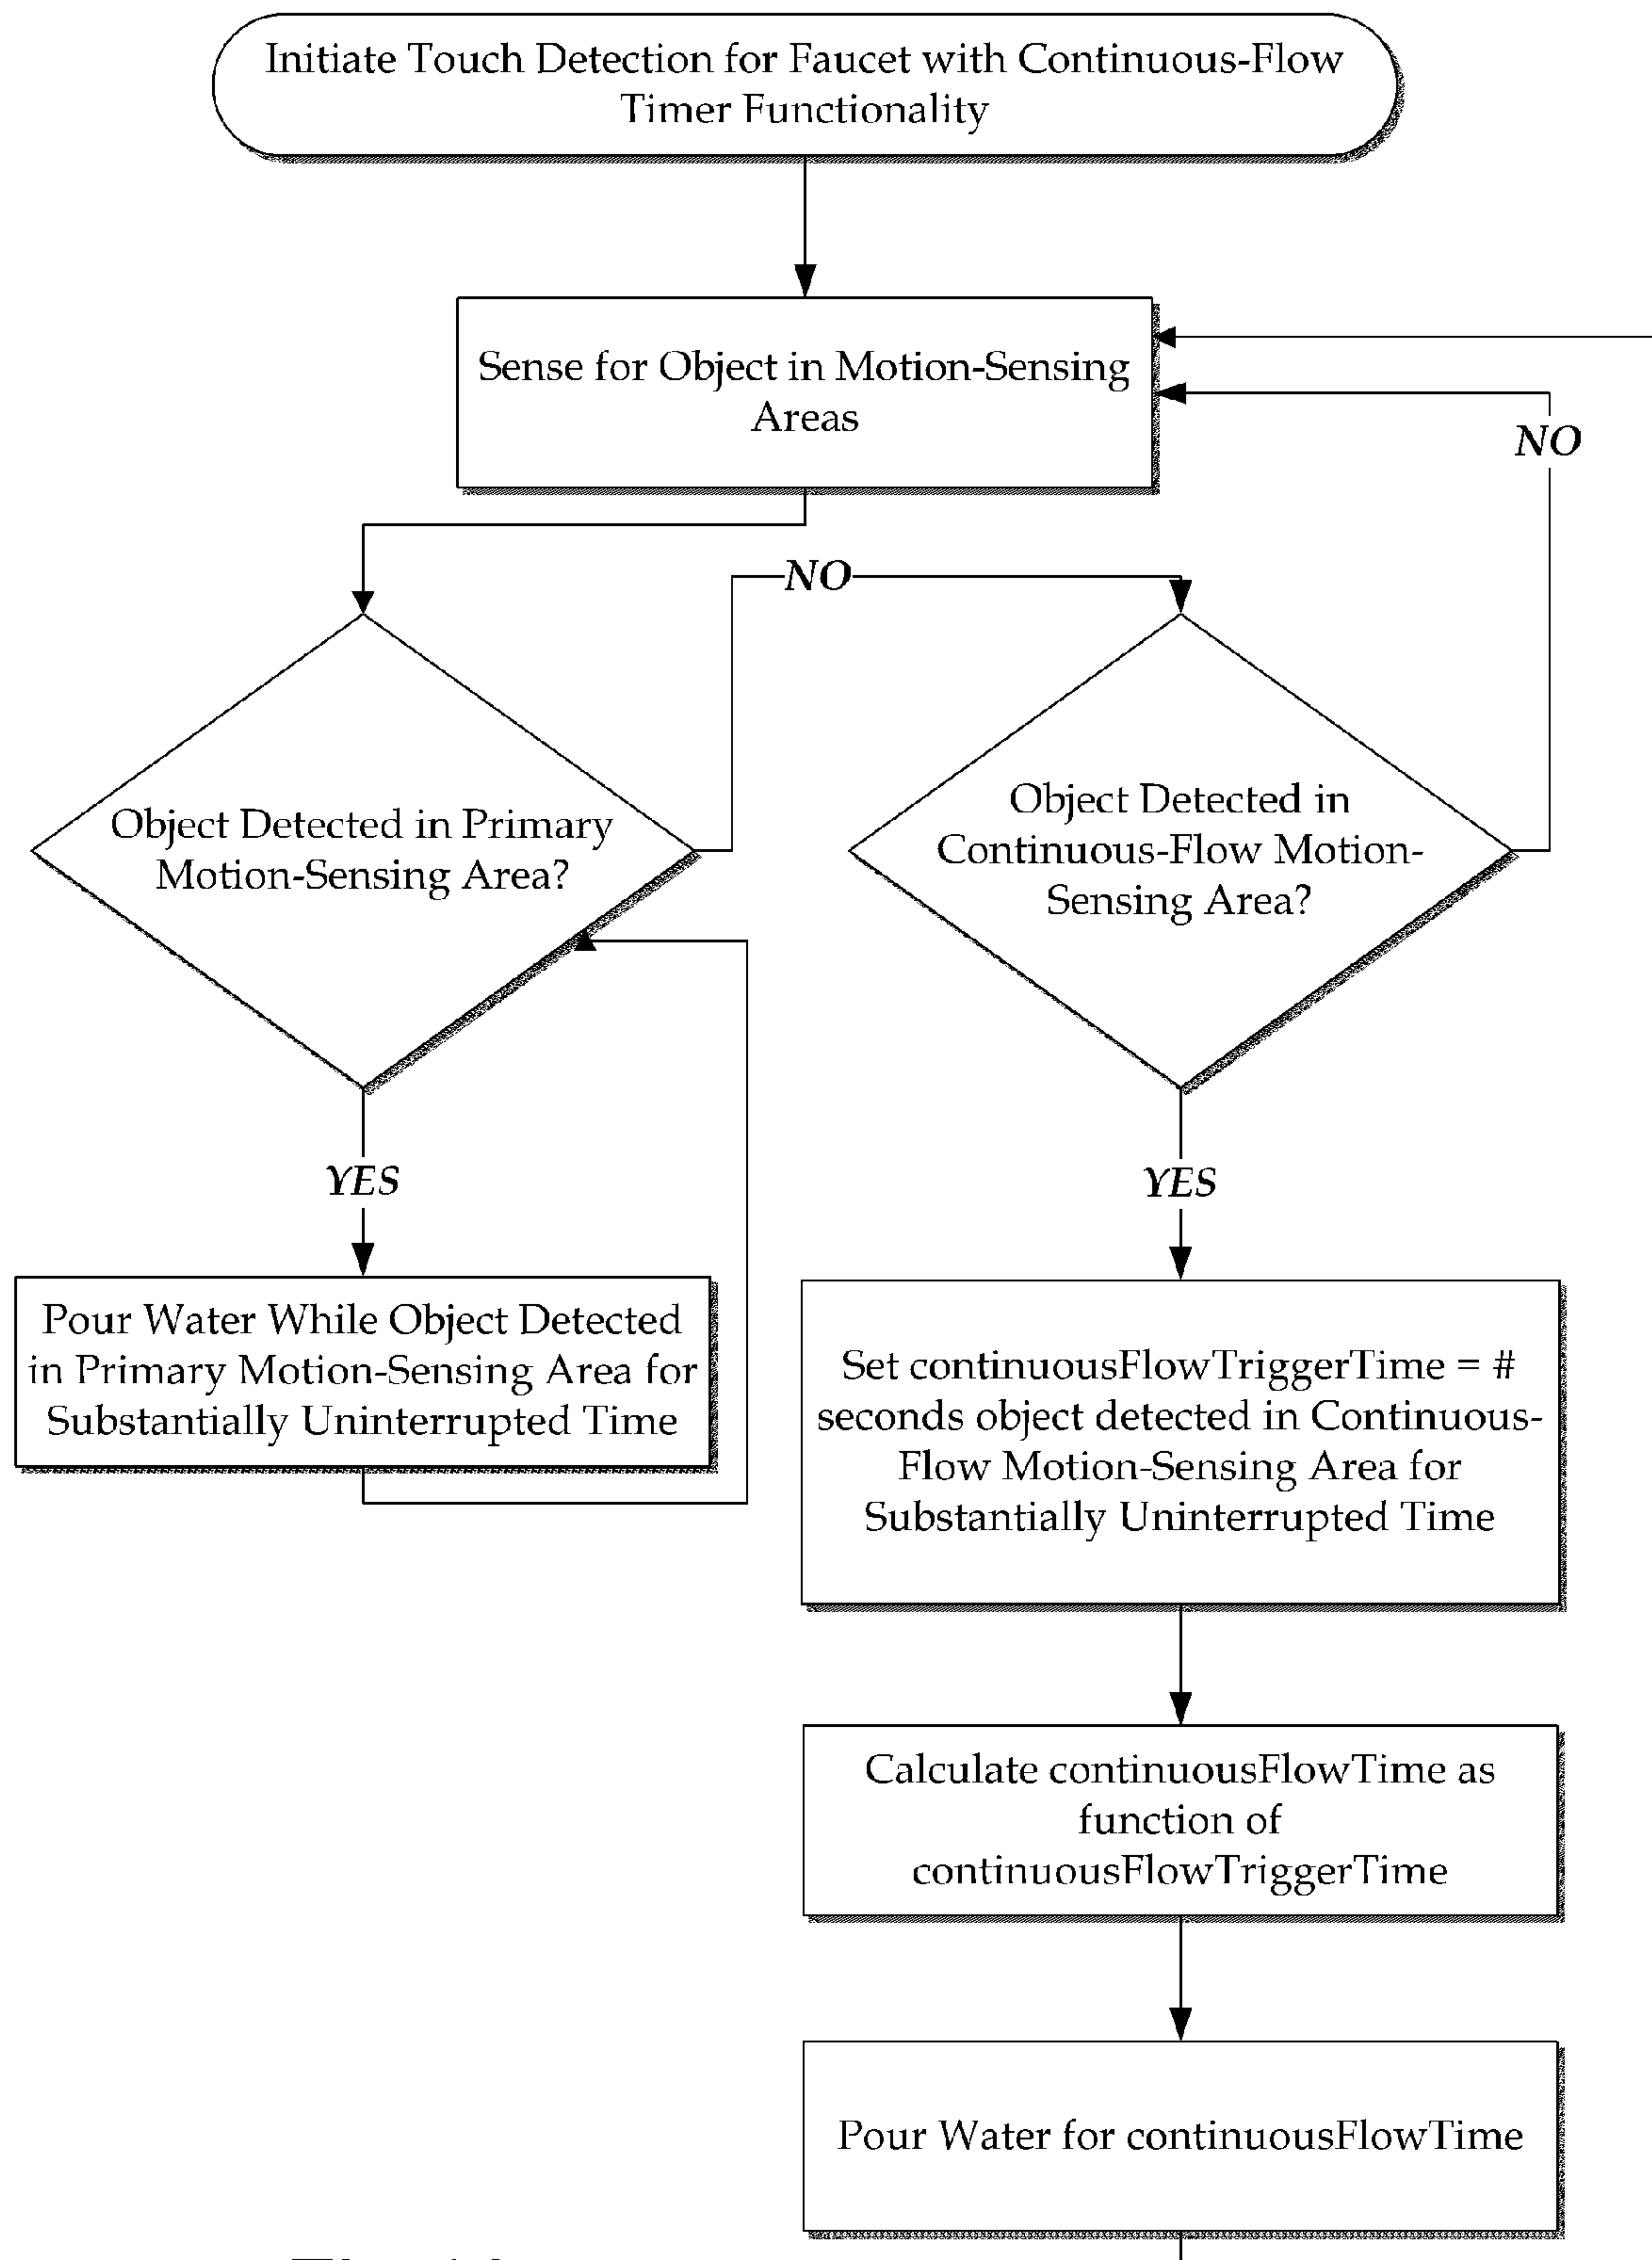 Initiate Touch Detection for Faucet with Continuous-Flow
Timer Functionality
Sense for Object in Motion-Sensing
Areas
NO
NO
Object Detected in Primary
Motion-Sensing Area?
Object Detected in
Continuous-Flow Motion-
Sensing Area?
YES
YES
Pour Water While Object Detected
in Primary Motion-Sensing Area for
Substantially Uninterrupted Time
Set continuousFlowTriggerTime = #
seconds object detected in Continuous-
Flow Motion-Sensing Area for
Substantially Uninterrupted Time
Calculate continuousFlowTime as
function of
continuousFlowTriggerTime
Pour Water for continuousFlowTime